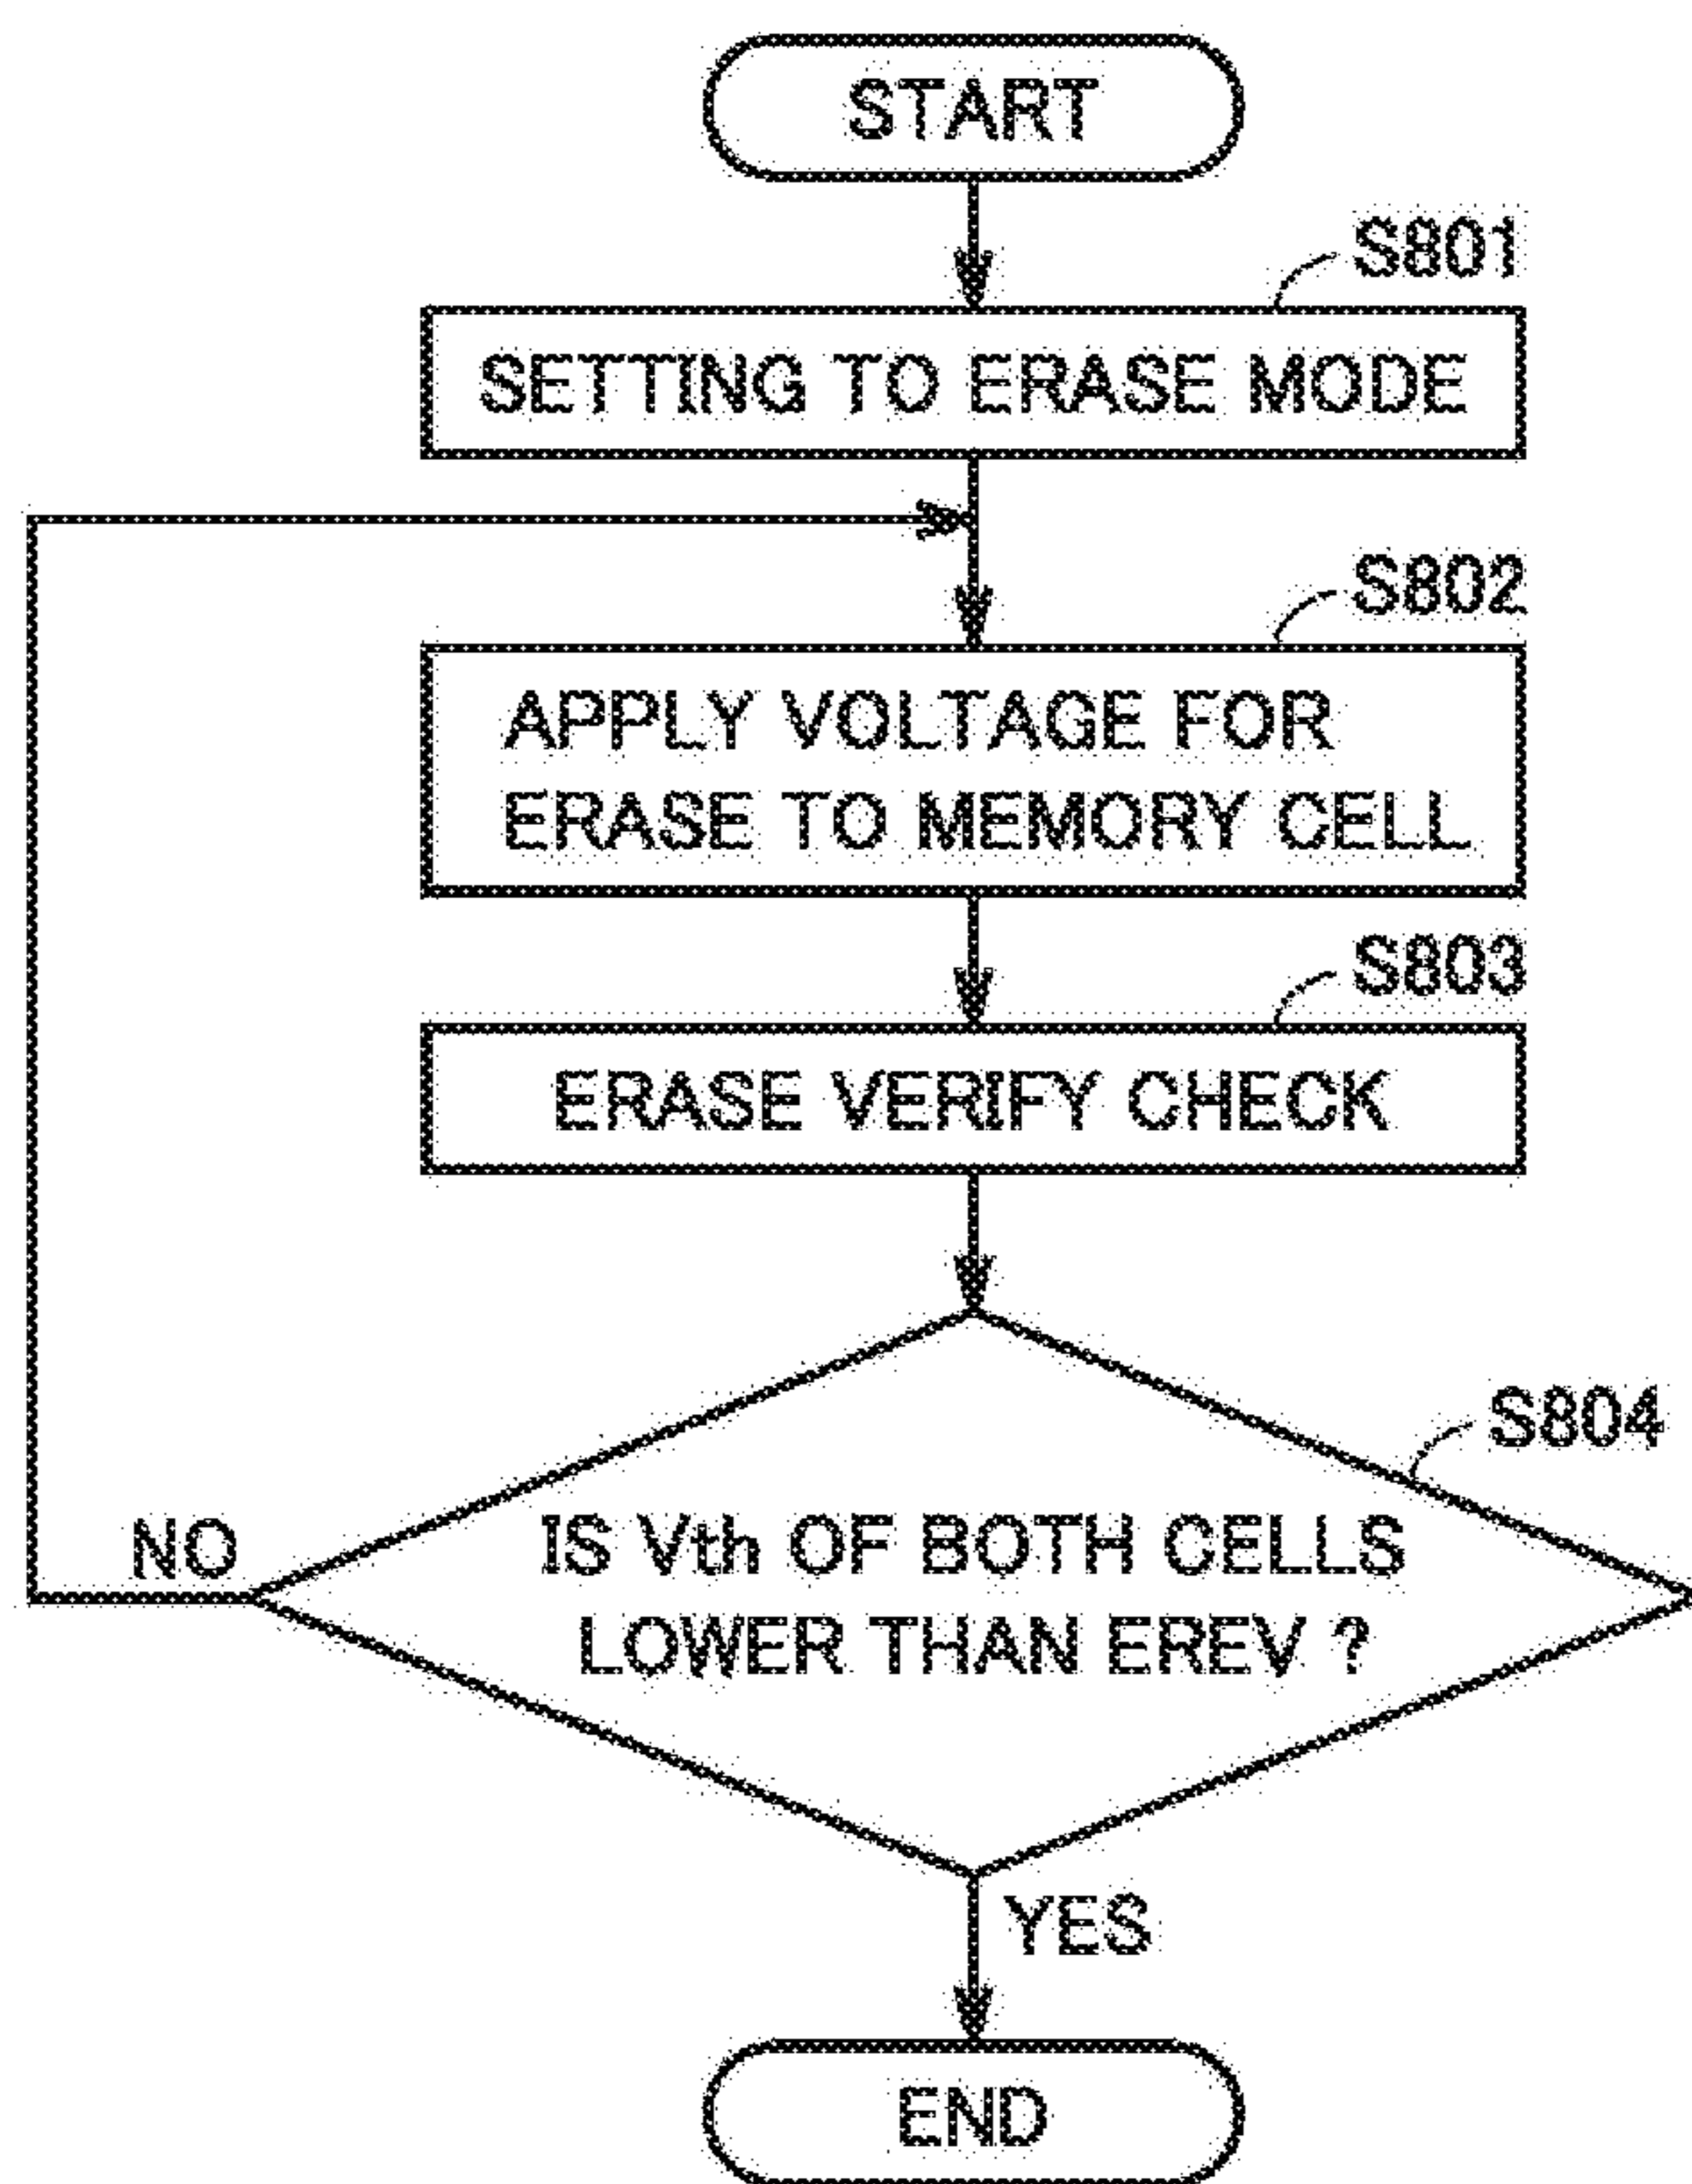 START
S801
SETTING TO ERASE MODE
S802
APPLY VOLTAGE FOR
ERASE TO MEMORY CELL
S803
ERASE VERIFY CHECK
S804
NO
IS Vth OF BOTH CELLS
LOWER THAN EREV ?
YES
END